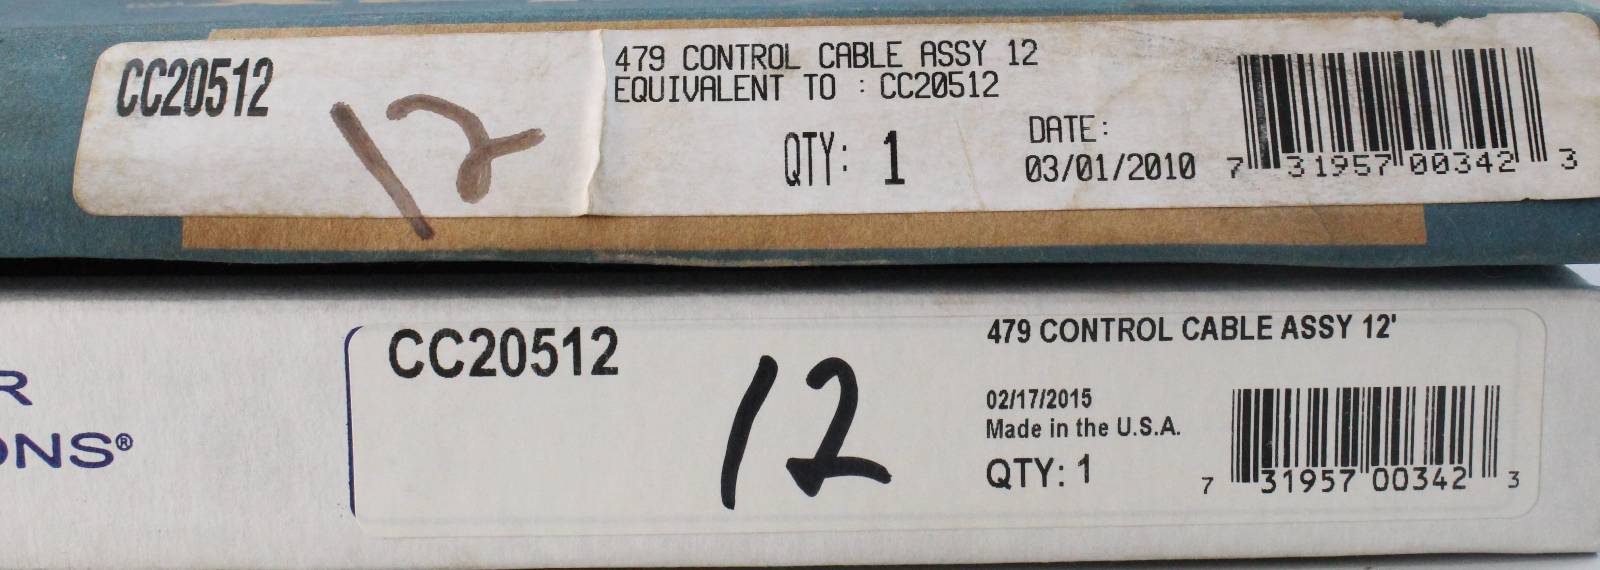 CC20512
12
479 CONTROL CABLE ASSY 12
EQUIVALENT TO : CC20512
QTY: 1
DATE:
03/01/2010
7 31957 00342 3
R
ONS®
CC20512
12
479 CONTROL CABLE ASSY 12'
02/17/2015
Made in the U.S.A.
QTY: 1
7 31957 00342 3